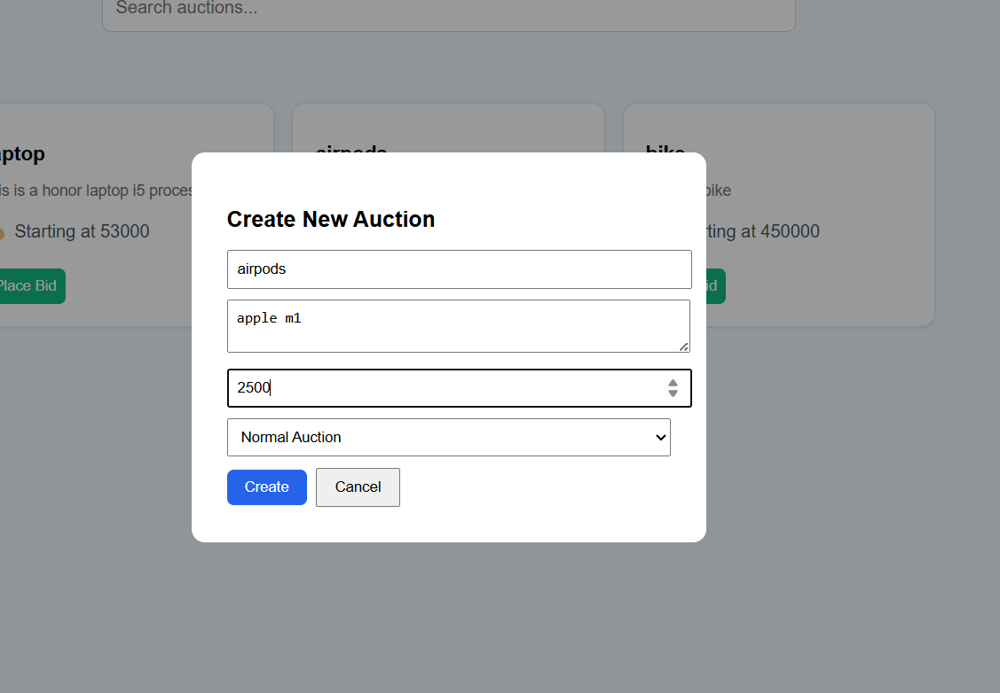 Search auctions...
aptop
airpods
bike
is is a honor laptop i5 proces
bike
Starting at 53000
rting at 450000
Place Bid
id
Create New Auction
airpods
apple m1
2500
Normal Auction
Create
Cancel